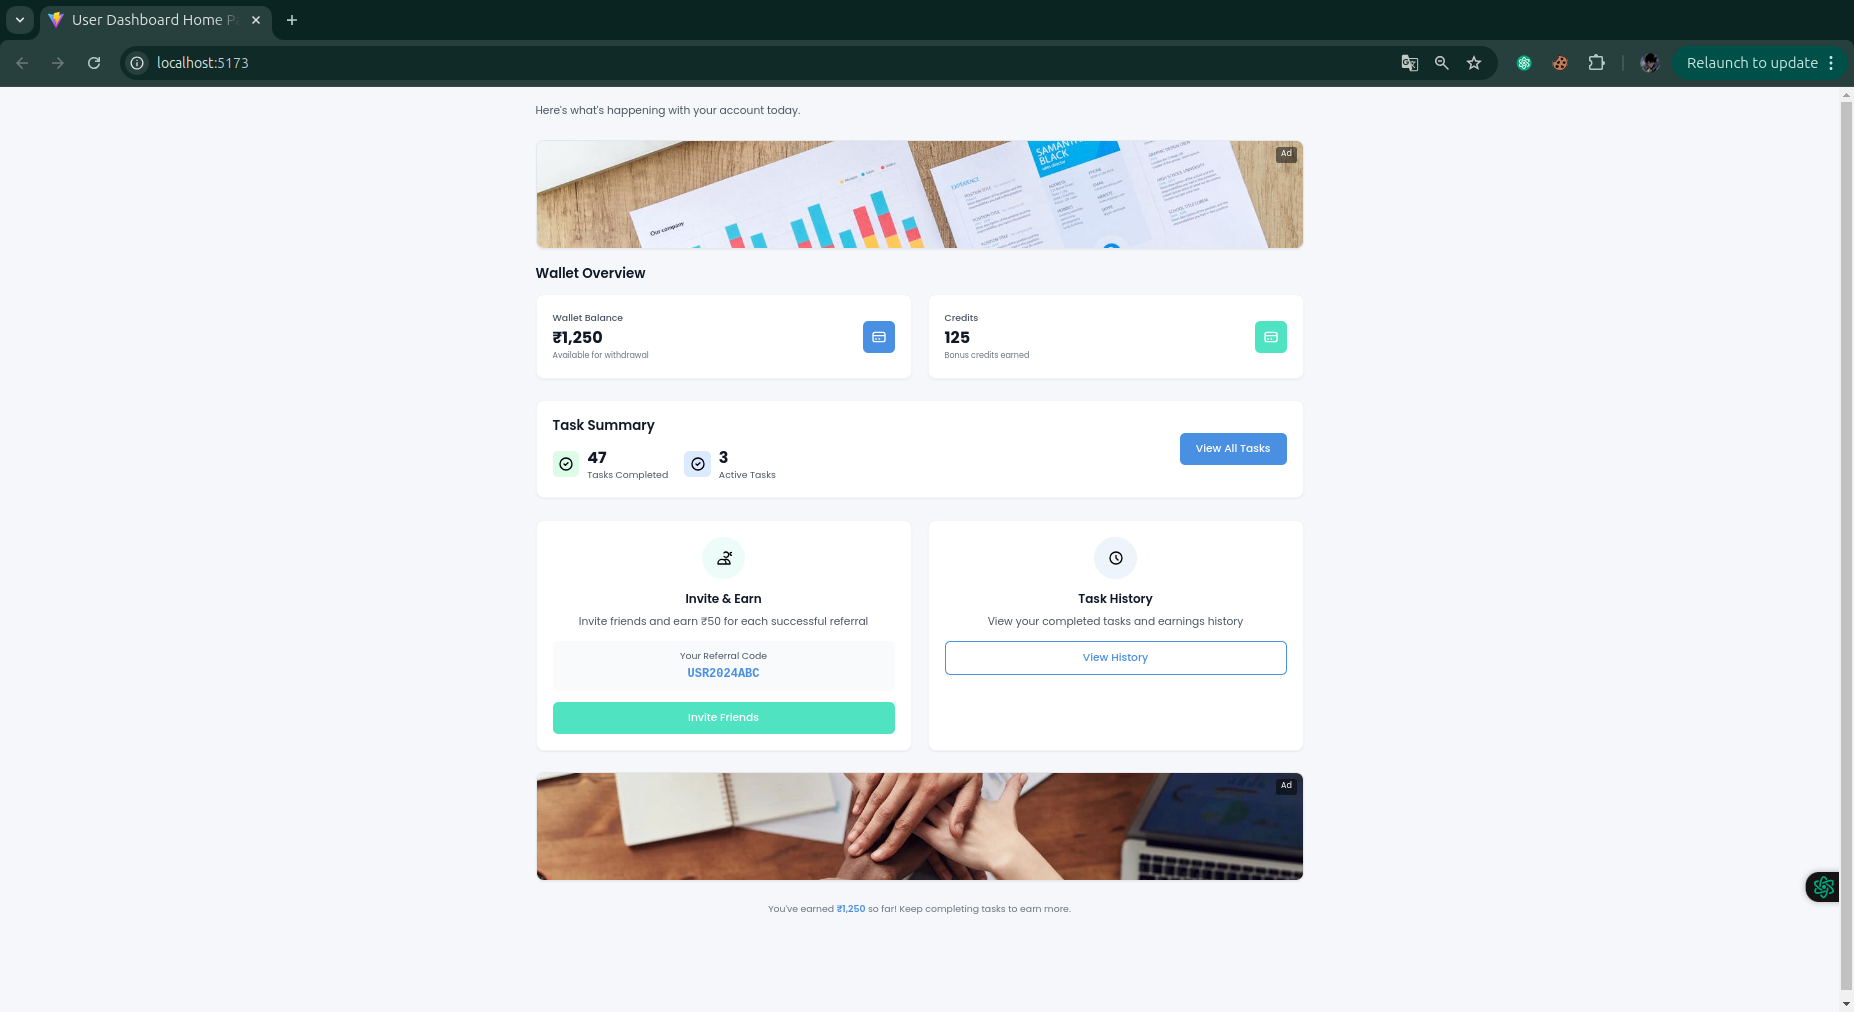 User Dashboard Home P
localhost:5173
Relaunch to update
Here's what's happening with your account today.
Ad
Our company
SAMANTHA
BLACK
EXPERIENCE
Wallet Overview
Wallet Balance
₹1,250
Available for withdrawal
Credits
125
Bonus credits earned
Task Summary
47
Tasks Completed
3
Active Tasks
View All Tasks
Invite & Earn
Invite friends and earn ₹50 for each successful referral
Your Referral Code
USR2024ABC
Invite Friends
Task History
View your completed tasks and earnings history
View History
Ad
You've earned ₹1,250 so far! Keep completing tasks to earn more.